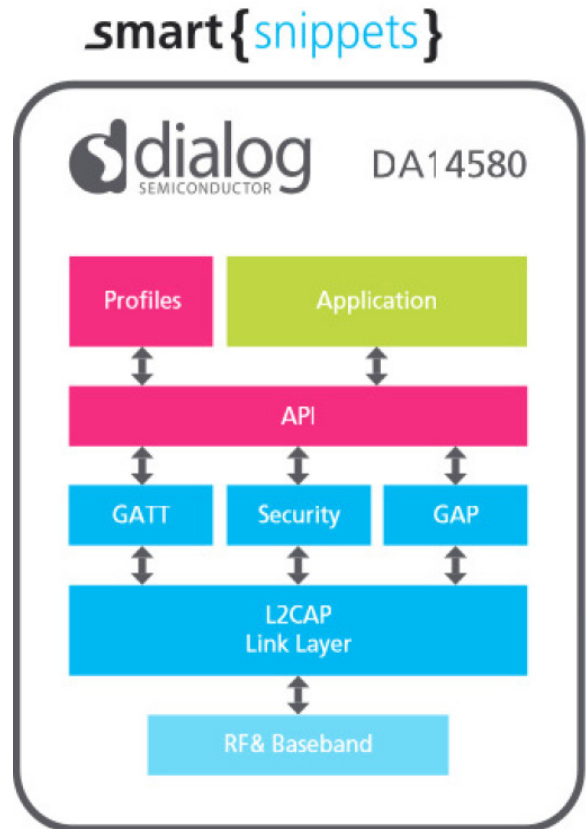 smart{snippets}
dialog
SEMICONDUCTOR
DA14580
Profiles
Application
API
GATT
Security
GAP
L2CAP
Link Layer
RF& Baseband